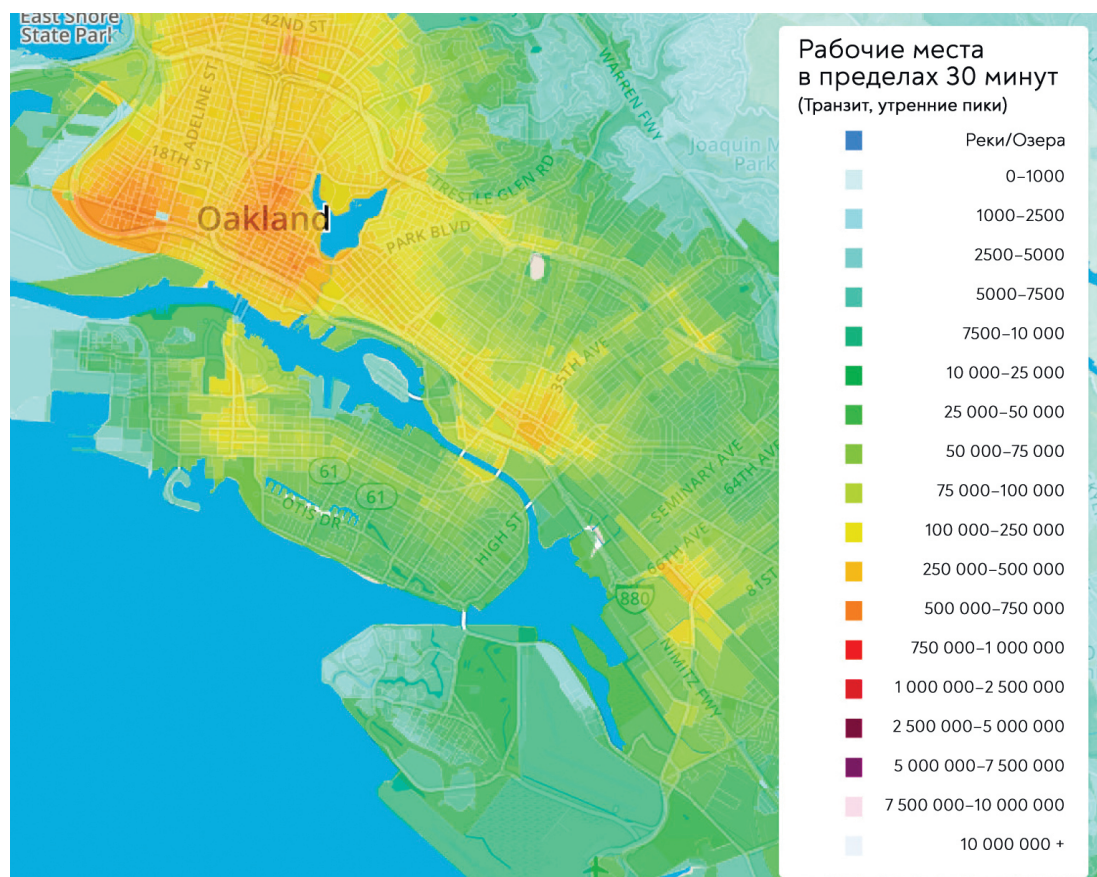 East Shore
State Park
42ND ST
ADELINE ST
18TH ST
WARREN FWY
Joaquin M
Park
TRESTLE GLEN RD
Oakland
PARK BLVD
35TH AVE
61
61
OTIS DR
HIGH ST
SEMINARY AVE
64TH AVE
66TH AVE
81ST
880
NIMITZ FWY
Рабочие места
в пределах 30 минут
(Транзит, утренние пики)
Реки/Озера
0–1000
1000–2500
2500–5000
5000–7500
7500–10 000
10 000–25 000
25 000–50 000
50 000–75 000
75 000–100 000
100 000–250 000
250 000–500 000
500 000–750 000
750 000–1 000 000
1 000 000–2 500 000
2 500 000–5 000 000
5 000 000–7 500 000
7 500 000–10 000 000
10 000 000 +